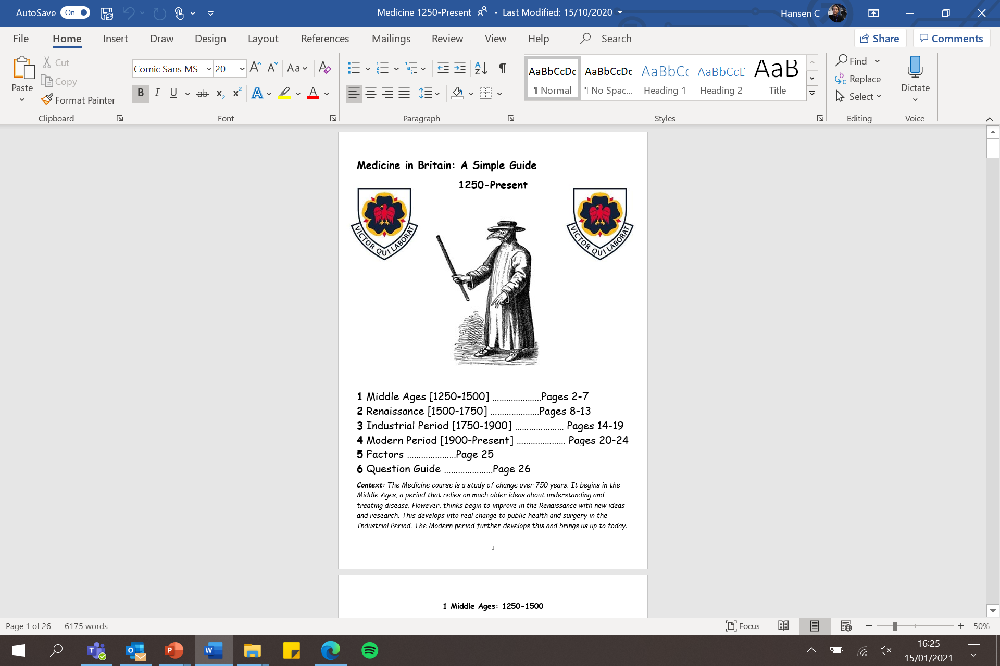 AutoSave On Medicine 1250-Present - Last Modified: 15/10/2020 Hansen C
File Home Insert Draw Design Layout References Mailings Review View Help Search Share Comments
Paste Cut Copy Format Painter
Clipboard
Comic Sans MS 20 Aa
B I U ab x2 x2 A A
Font
Paragraph
AaBbCcDc AaBbCcDc AaBbCc AaBbCcD AaB
¶ Normal ¶ No Spac... Heading 1 Heading 2 Title
Styles
Find
Replace
Select
Editing
Dictate
Voice
Medicine in Britain: A Simple Guide
1250-Present
VICTOR QUI LABORAT
VICTOR QUI LABORAT
1 Middle Ages [1250-1500] .....................Pages 2-7
2 Renaissance [1500-1750] .....................Pages 8-13
3 Industrial Period [1750-1900] ..................... Pages 14-19
4 Modern Period [1900-Present] ..................... Pages 20-24
5 Factors .....................Page 25
6 Question Guide .....................Page 26
Context: The Medicine course is a study of change over 750 years. It begins in the
Middle Ages, a period that relies on much older ideas about understanding and
treating disease. However, thinks begin to improve in the Renaissance with new ideas
and research. This develops into real change to public health and surgery in the
Industrial Period. The Modern period further develops this and brings us up to today.
1
1 Middle Ages: 1250-1500
Page 1 of 26 6175 words Focus 50%
16:25
15/01/2021